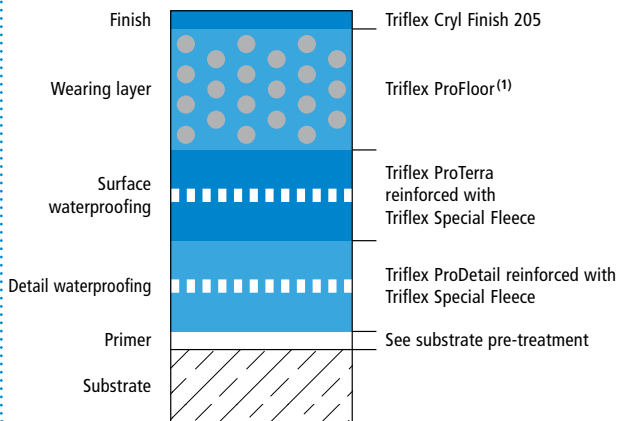 Finish
Triflex Cryl Finish 205
Wearing layer
Triflex ProFloor(1)
Surface
waterproofing
Triflex ProTerra
reinforced with
Triflex Special Fleece
Detail waterproofing
Triflex ProDetail reinforced with
Triflex Special Fleece
Primer
See substrate pre-treatment
Substrate